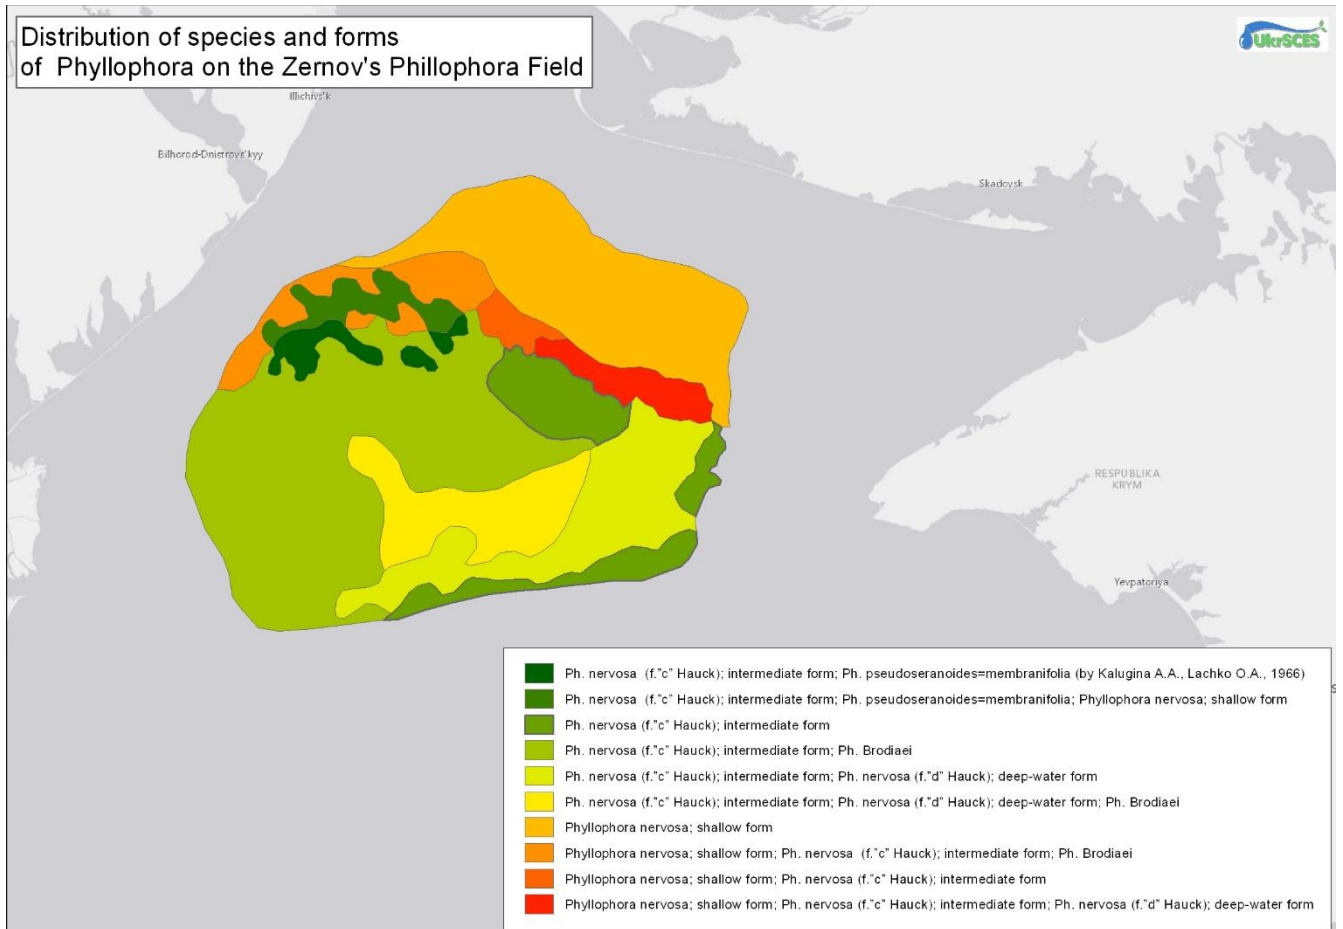 Distribution of species and forms
of Phyllophora on the Zernov's Phillophora Field
UkrSCES
Illichivs'k
Bilhorod-Dnistrovs'kyy
Skadovsk
RESPUBLIKA
KRYM
Yevpatoriya
Ph. nervosa (f."c" Hauck); intermediate form; Ph. pseudoseranoides=membranifolia (by Kalugina A.A., Lachko O.A., 1966)
Ph. nervosa (f."c" Hauck); intermediate form; Ph. pseudoseranoides=membranifolia; Phyllophora nervosa; shallow form
Ph. nervosa (f."c" Hauck); intermediate form
Ph. nervosa (f."c" Hauck); intermediate form; Ph. Brodiaei
Ph. nervosa (f."c" Hauck); intermediate form; Ph. nervosa (f."d" Hauck); deep-water form
Ph. nervosa (f."c" Hauck); intermediate form; Ph. nervosa (f."d" Hauck); deep-water form; Ph. Brodiaei
Phyllophora nervosa; shallow form
Phyllophora nervosa; shallow form; Ph. nervosa (f."c" Hauck); intermediate form; Ph. Brodiaei
Phyllophora nervosa; shallow form; Ph. nervosa (f."c" Hauck); intermediate form
Phyllophora nervosa; shallow form; Ph. nervosa (f."c" Hauck); intermediate form; Ph. nervosa (f."d" Hauck); deep-water form